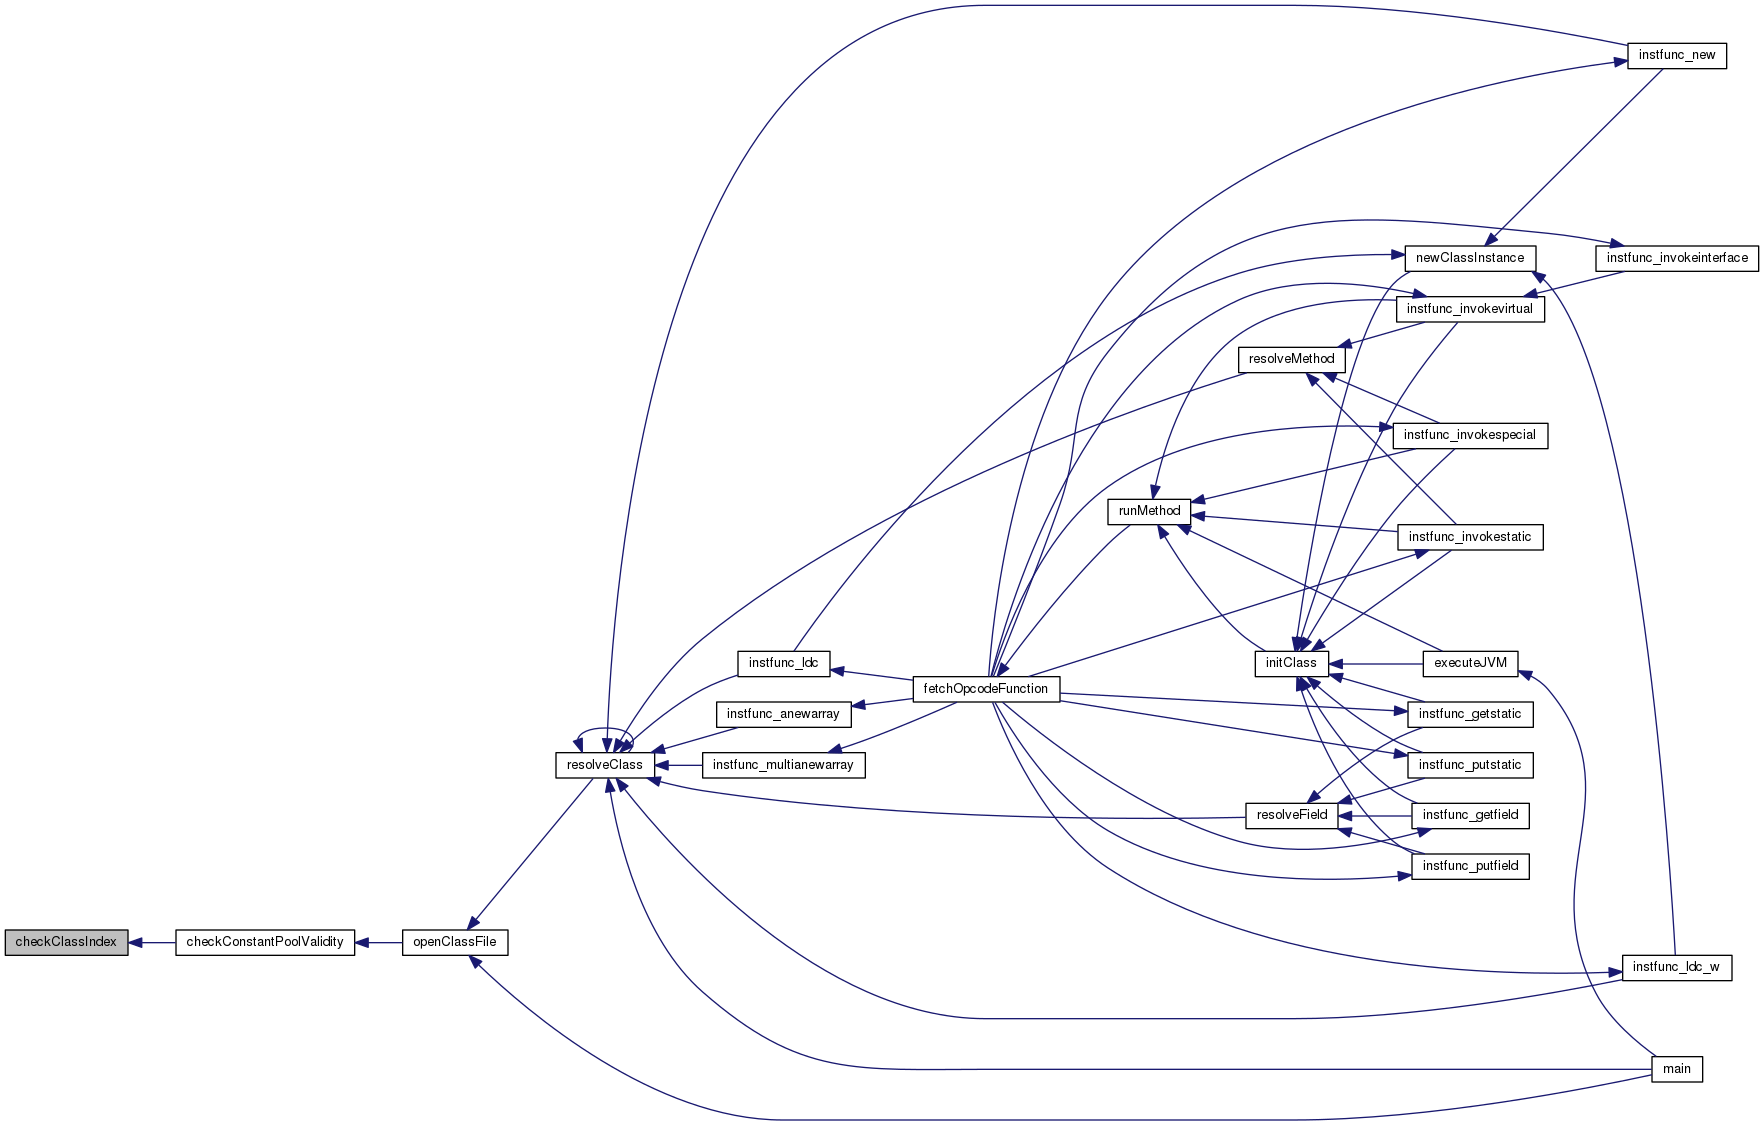 instfunc_new
newClassInstance
instfunc_invokeinterface
instfunc_invokevirtual
resolveMethod
instfunc_invokespecial
runMethod
instfunc_invokestatic
instfunc_ldc
initClass
executeJVM
fetchOpcodeFunction
instfunc_anewarray
instfunc_getstatic
resolveClass
instfunc_multianewarray
instfunc_putstatic
resolveField
instfunc_getfield
instfunc_putfield
checkClassIndex
checkConstantPoolValidity
openClassFile
instfunc_ldc_w
main